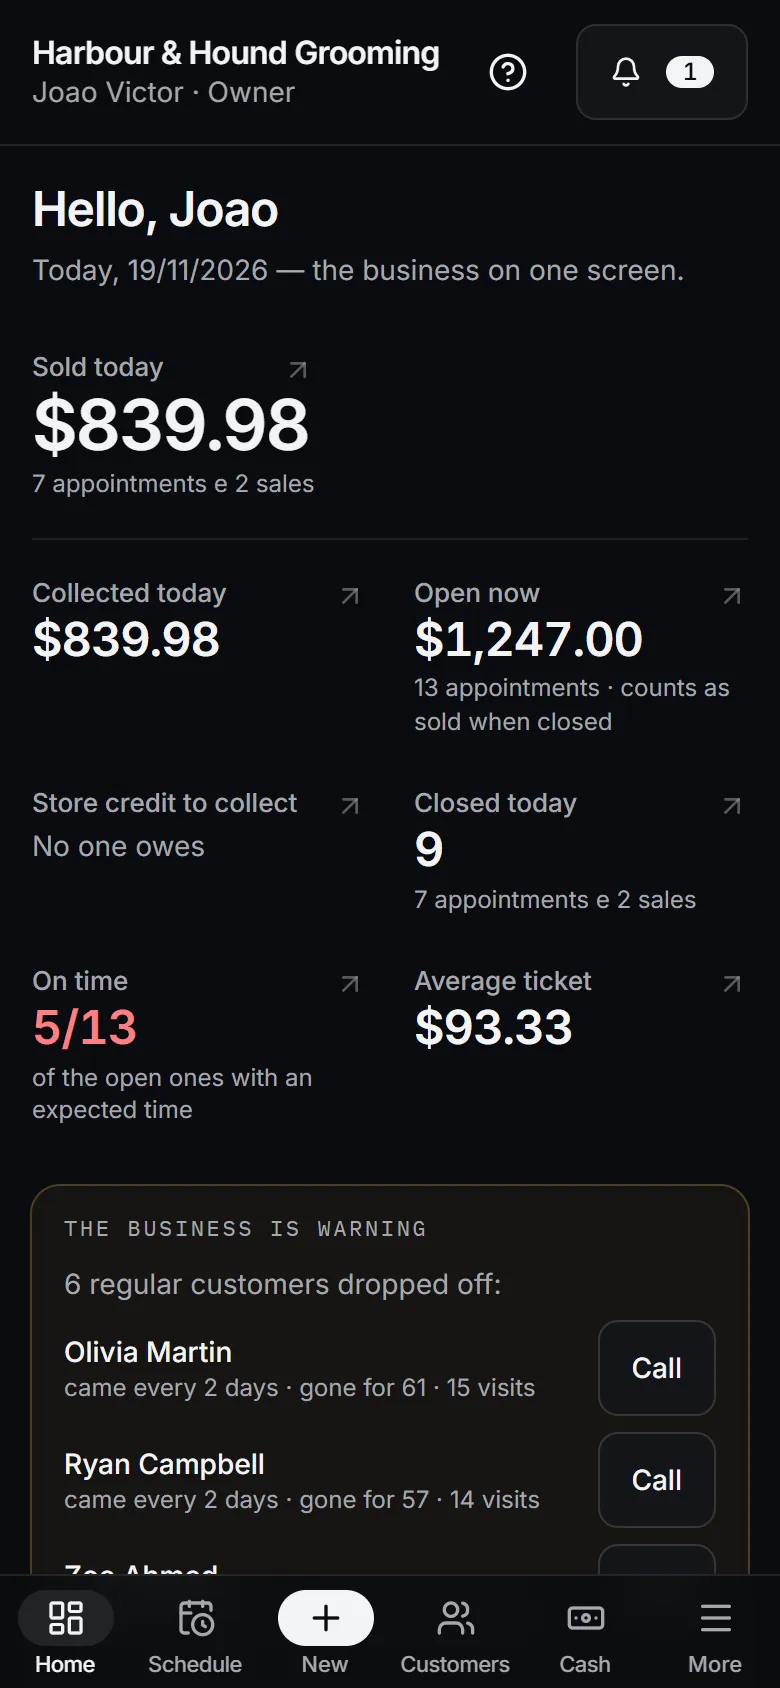 Harbour & Hound Grooming
Joao Victor · Owner
1
Hello, Joao
Today, 19/11/2026 — the business on one screen.
Sold today
$839.98
7 appointments e 2 sales
Collected today
$839.98
Open now
$1,247.00
13 appointments · counts as
sold when closed
Store credit to collect
No one owes
Closed today
9
7 appointments e 2 sales
On time
5/13
of the open ones with an
expected time
Average ticket
$93.33
THE BUSINESS IS WARNING
6 regular customers dropped off:
Olivia Martin
came every 2 days · gone for 61 · 15 visits
Call
Ryan Campbell
came every 2 days · gone for 57 · 14 visits
Call
Zoe Ahmed
Home
Schedule
New
Customers
Cash
More